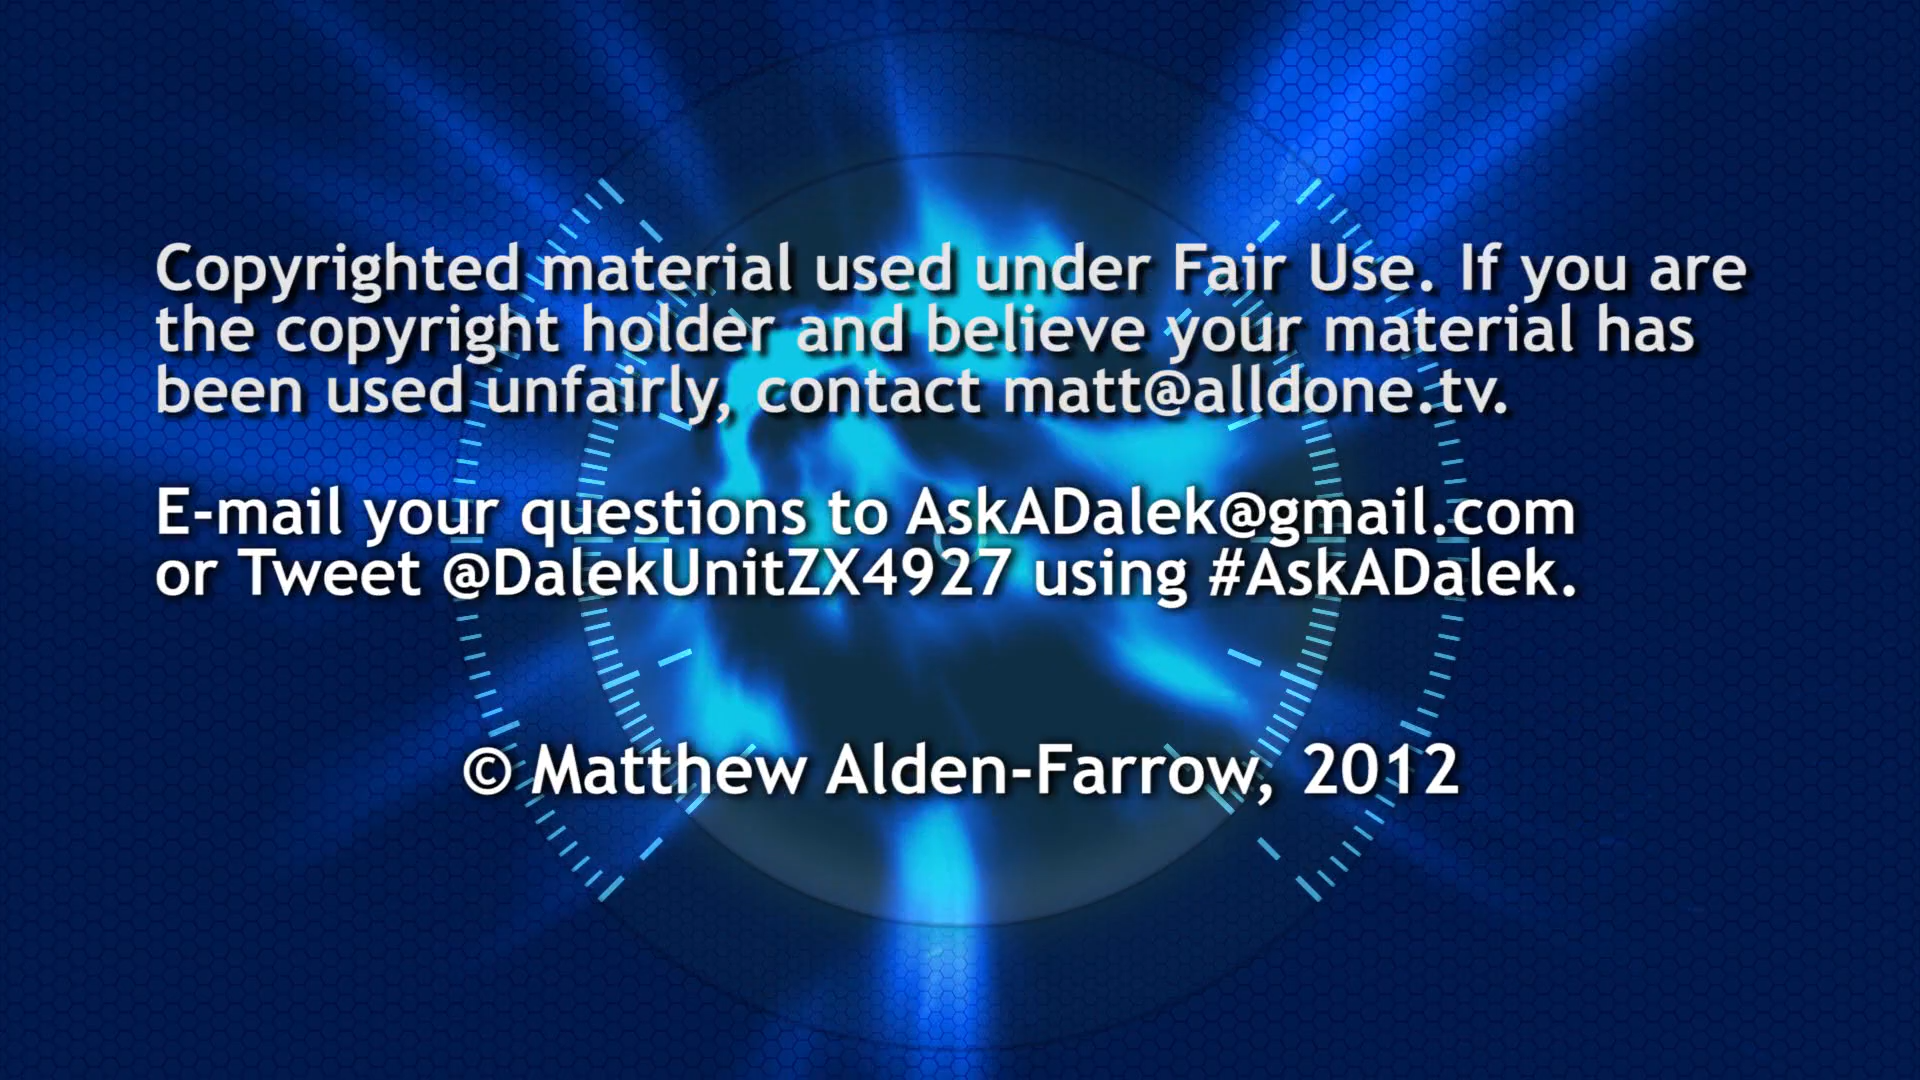 Copyrighted material used under Fair Use. If you are
the copyright holder and believe your material has
been used unfairly, contact matt@alldone.tv.
E-mail your questions to AskADalek@gmail.com
or Tweet @DalekUnitZX4927 using #AskADalek.
© Matthew Alden-Farrow, 2012